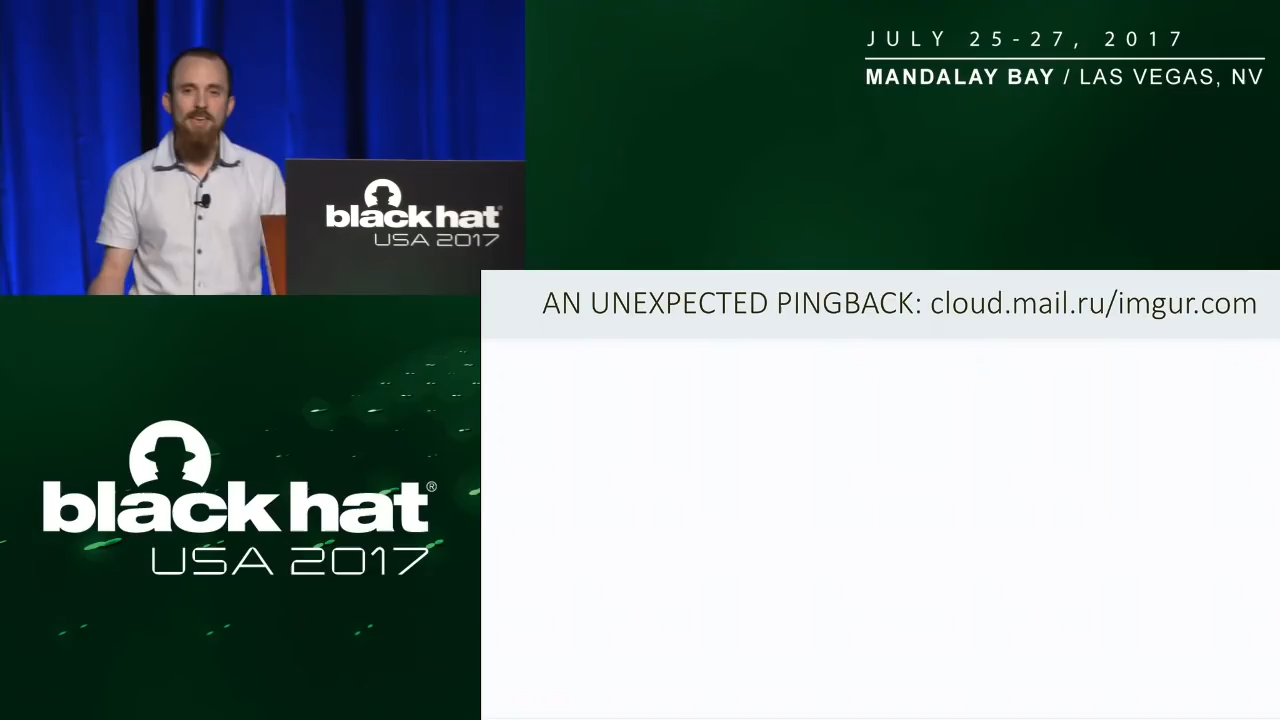 JULY 25-27, 2017
MANDALAY BAY / LAS VEGAS, NV
black hat®
USA 2017
AN UNEXPECTED PINGBACK: cloud.mail.ru/imgur.com
black hat®
USA 2017